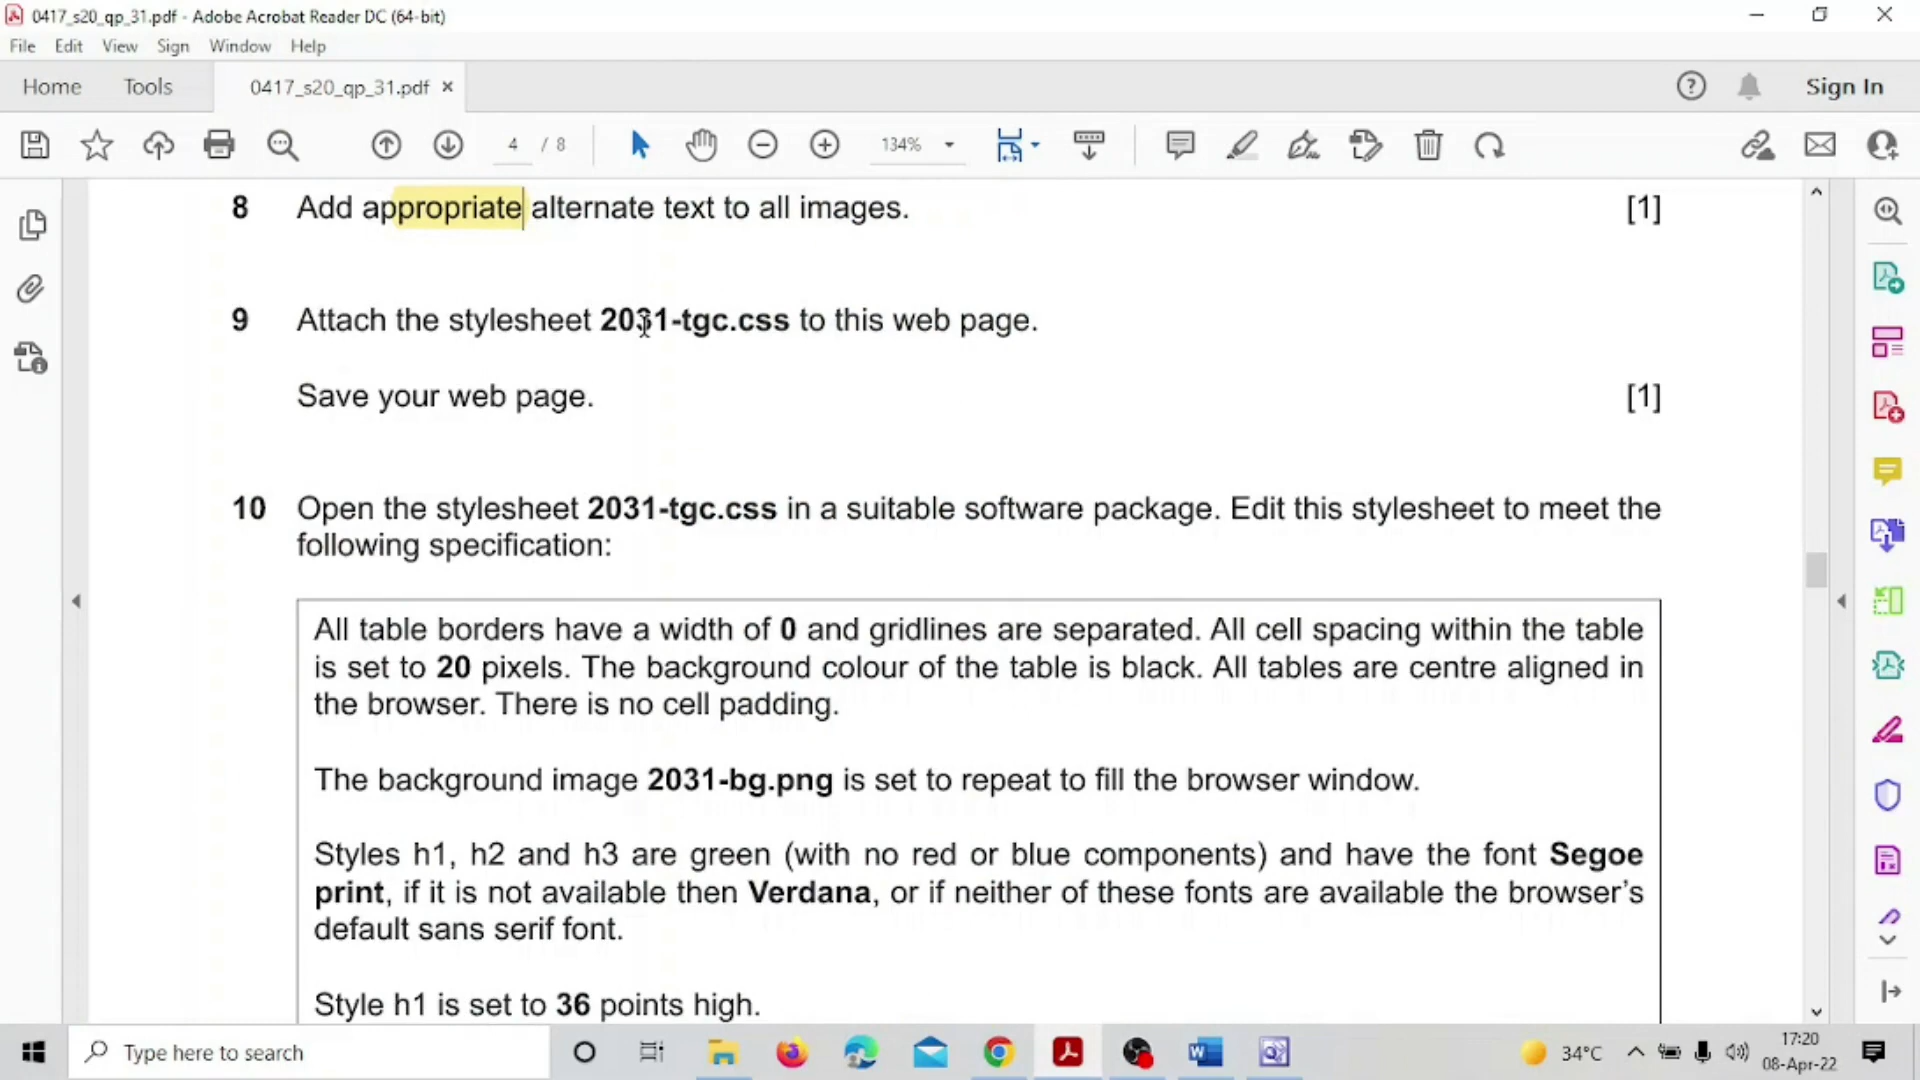 0417_s20_qp_31.pdf - Adobe Acrobat Reader DC (64-bit)
File Edit View Sign Window Help
Home Tools 0417_s20_qp_31.pdf × Sign In
4 / 8 134%
8 Add appropriate alternate text to all images. [1]
9 Attach the stylesheet 2031-tgc.css to this web page.
Save your web page. [1]
10 Open the stylesheet 2031-tgc.css in a suitable software package. Edit this stylesheet to meet the
following specification:
All table borders have a width of 0 and gridlines are separated. All cell spacing within the table
is set to 20 pixels. The background colour of the table is black. All tables are centre aligned in
the browser. There is no cell padding.
The background image 2031-bg.png is set to repeat to fill the browser window.
Styles h1, h2 and h3 are green (with no red or blue components) and have the font Segoe
print, if it is not available then Verdana, or if neither of these fonts are available the browser's
default sans serif font.
Style h1 is set to 36 points high.
Type here to search 34°C 17:20
08-Apr-22